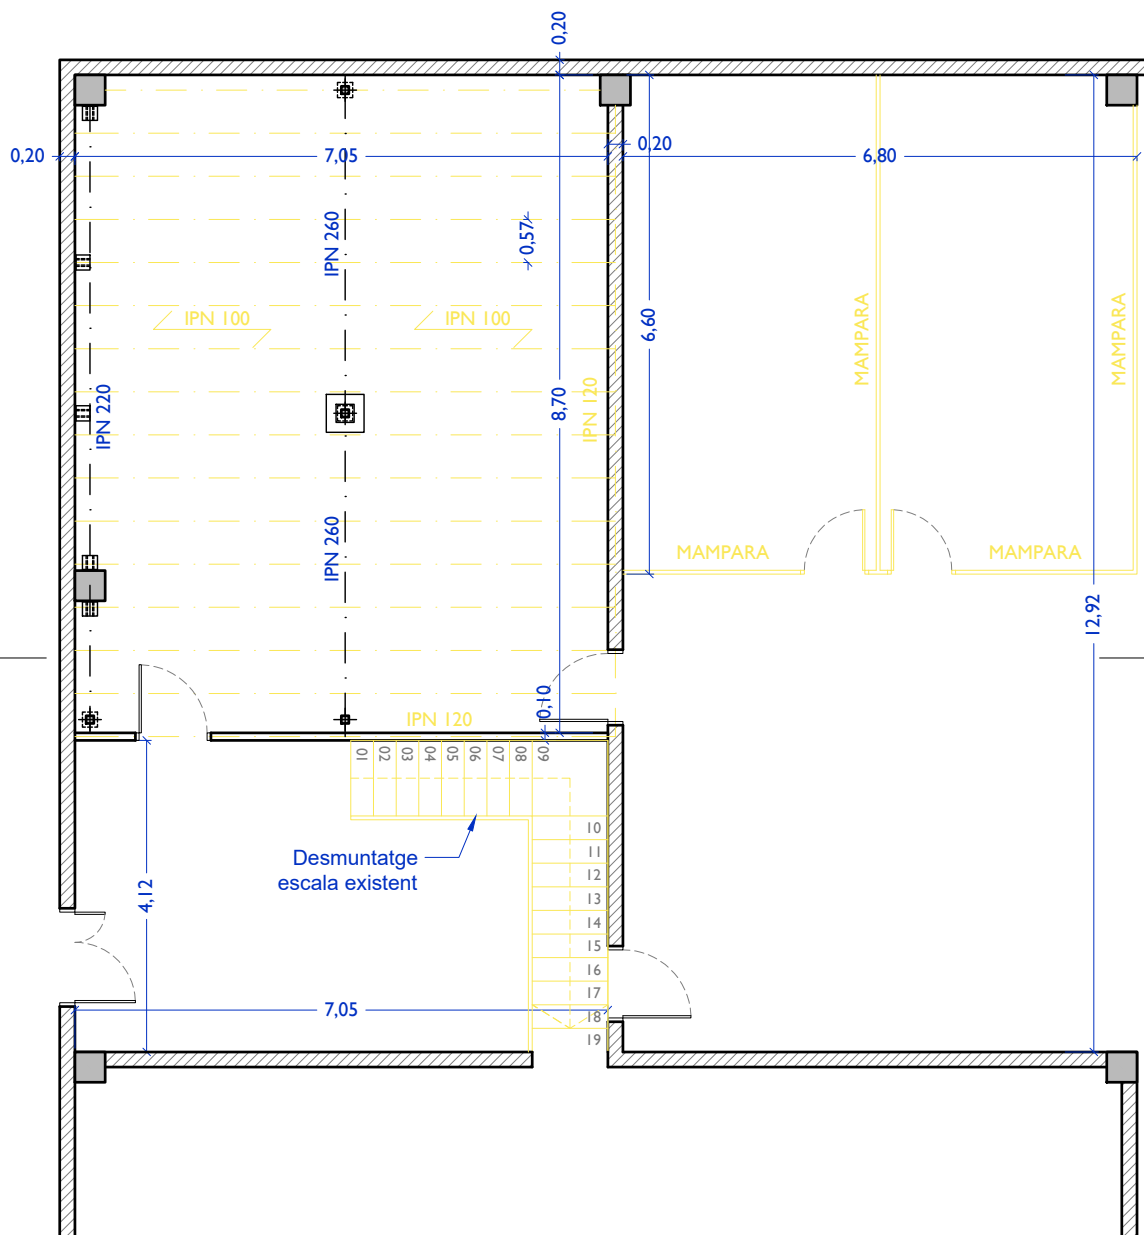 0,20
0,20
7,05
0,20
6,80
IPN 260
0,57
IPN 100
IPN 100
6,60
MAMPARA
MAMPARA
IPN 220
8,70
IPN 120
IPN 260
MAMPARA
MAMPARA
12,92
0,10
IPN 120
01
02
03
04
05
06
07
08
09
10
11
12
13
14
15
16
17
18
19
Desmuntatge
escala existent
4,12
7,05